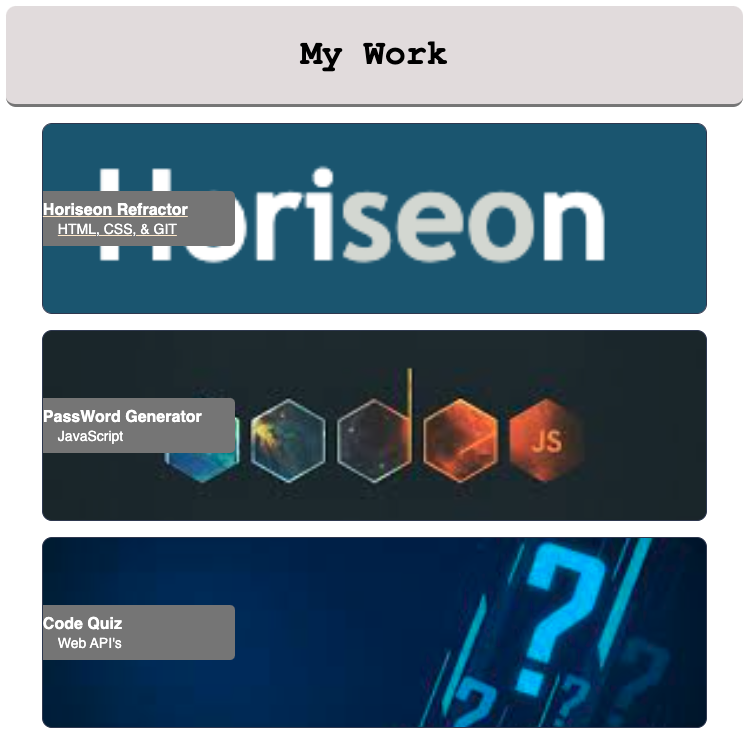 My Work
Horiseon
Horiseon Refractor
HTML, CSS, & GIT
PassWord Generator
JavaScript
JS
Code Quiz
Web API's
?
?
?
?